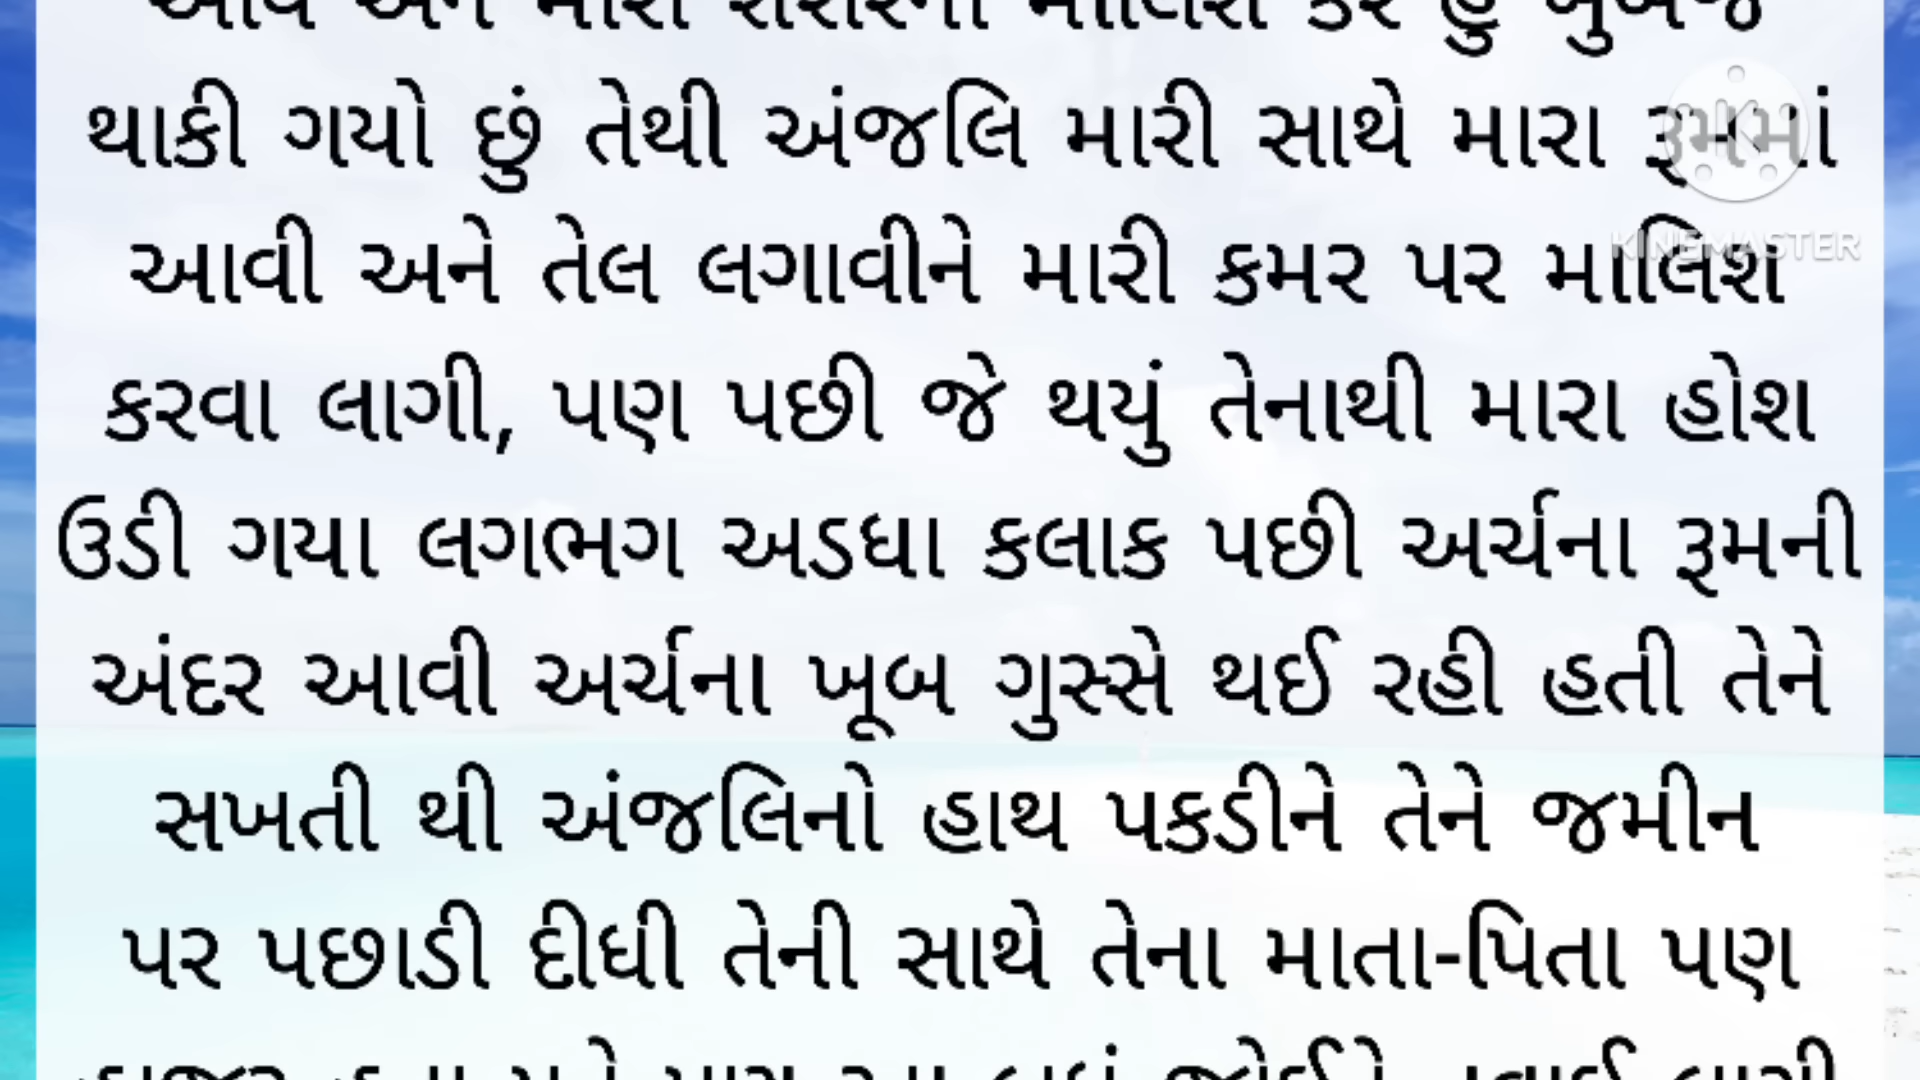 થાકી ગયો છું તેથી અંજલિ મારી સાથે મારા રૂમમાં
આવી અને તેલ લગાવીને મારી કમર પર માલિશ
KINEMASTER
કરવા લાગી, પણ પછી જે થયું તેનાથી મારા હોશ
ઉડી ગયા લગભગ અડધા કલાક પછી અર્ચના રૂમની
અંદર આવી અર્ચના ખૂબ ગુસ્સે થઈ રહી હતી તેને
સખતી થી અંજલિનો હાથ પકડીને તેને જમીન
પર પછાડી દીધી તેની સાથે તેના માતા-પિતા પણ